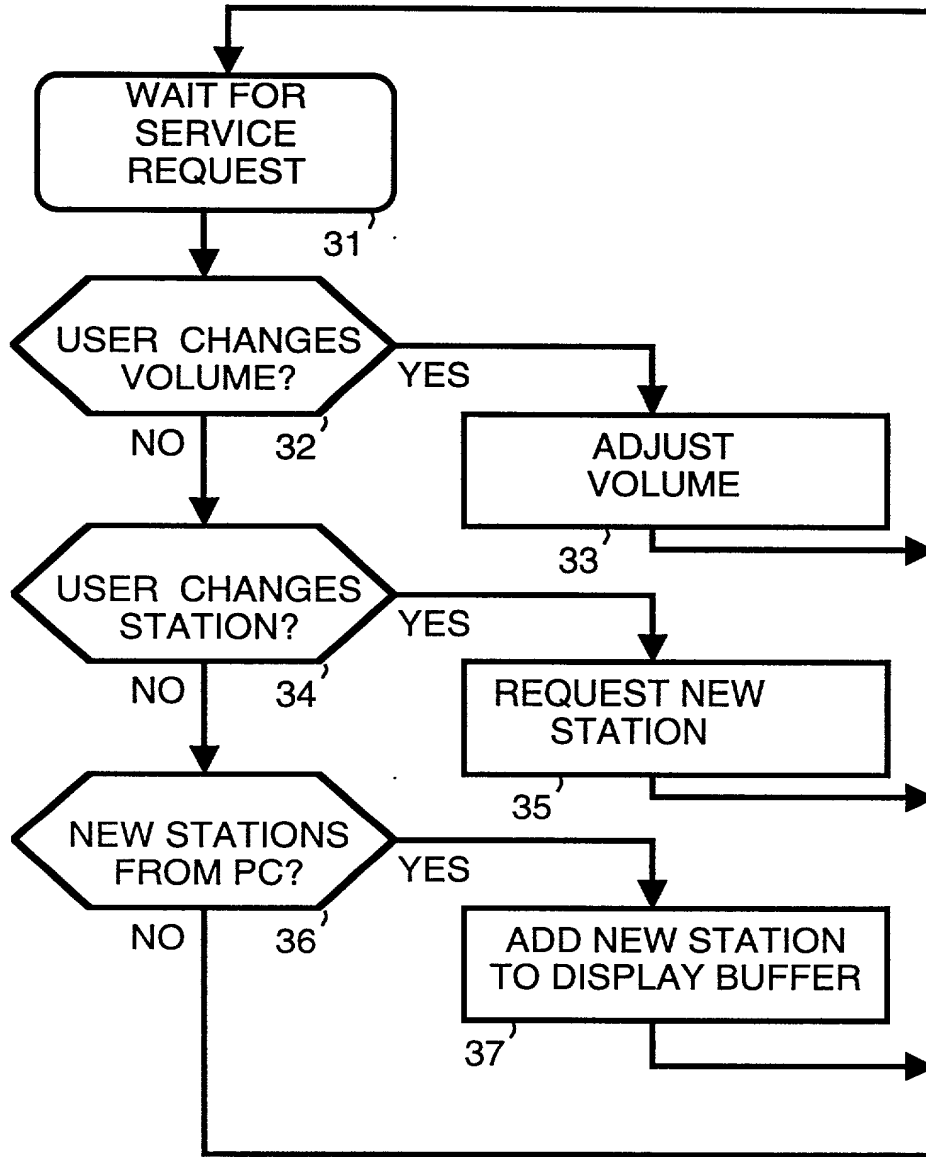 WAIT FOR
SERVICE
REQUEST
31
USER CHANGES
VOLUME?
YES
NO
32
ADJUST
VOLUME
33
USER CHANGES
STATION?
YES
NO
34
REQUEST NEW
STATION
35
NEW STATIONS
FROM PC?
YES
NO
36
ADD NEW STATION
TO DISPLAY BUFFER
37